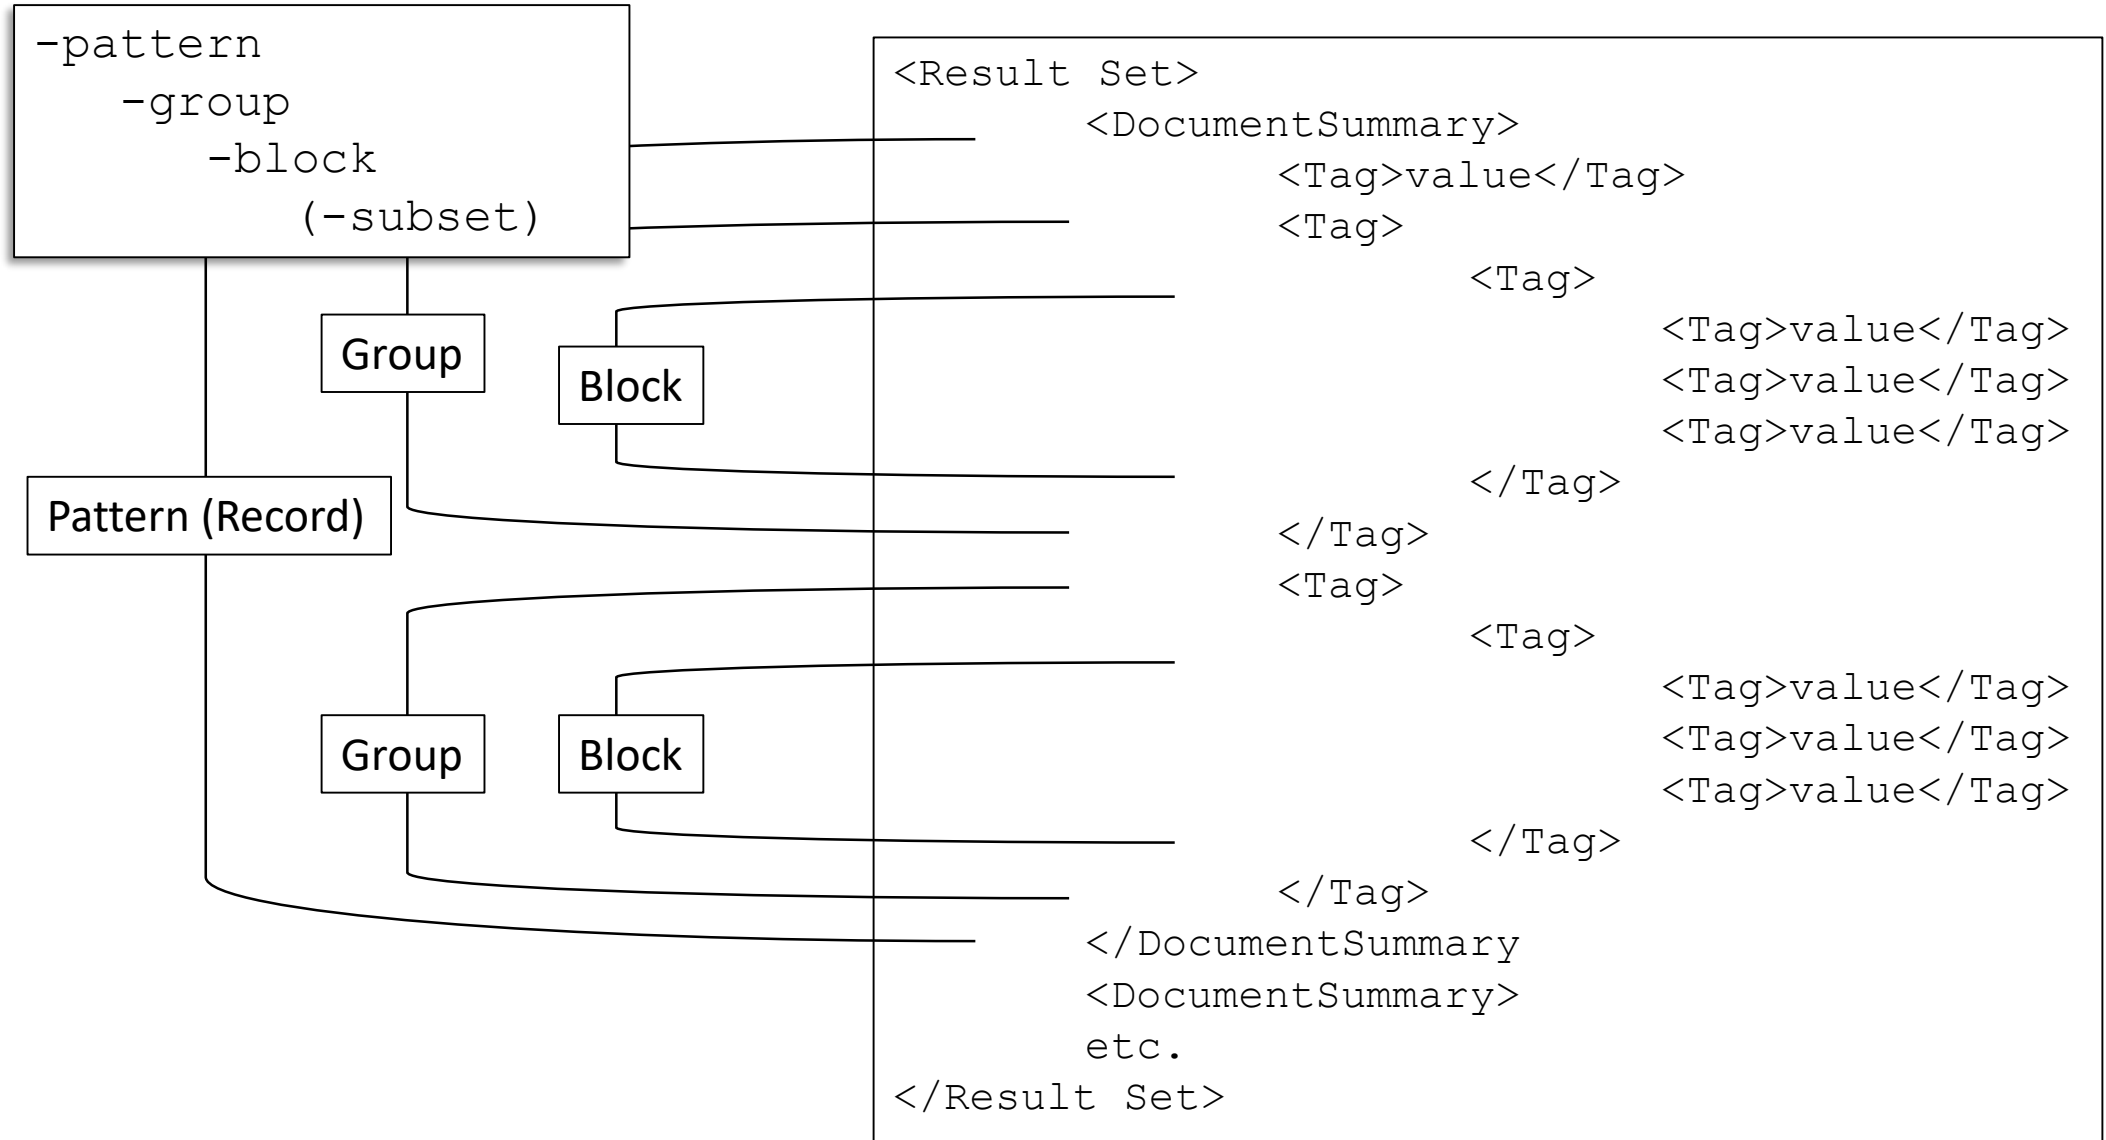 -pattern
-group
-block
(-subset)
Group
Block
Pattern (Record)
Group
Block
<Result Set>
<DocumentSummary>
<Tag>value</Tag>
<Tag>
<Tag>
<Tag>value</Tag>
<Tag>value</Tag>
<Tag>value</Tag>
</Tag>
</Tag>
<Tag>
<Tag>
<Tag>value</Tag>
<Tag>value</Tag>
<Tag>value</Tag>
</Tag>
</Tag>
</DocumentSummary
<DocumentSummary>
etc.
</Result Set>